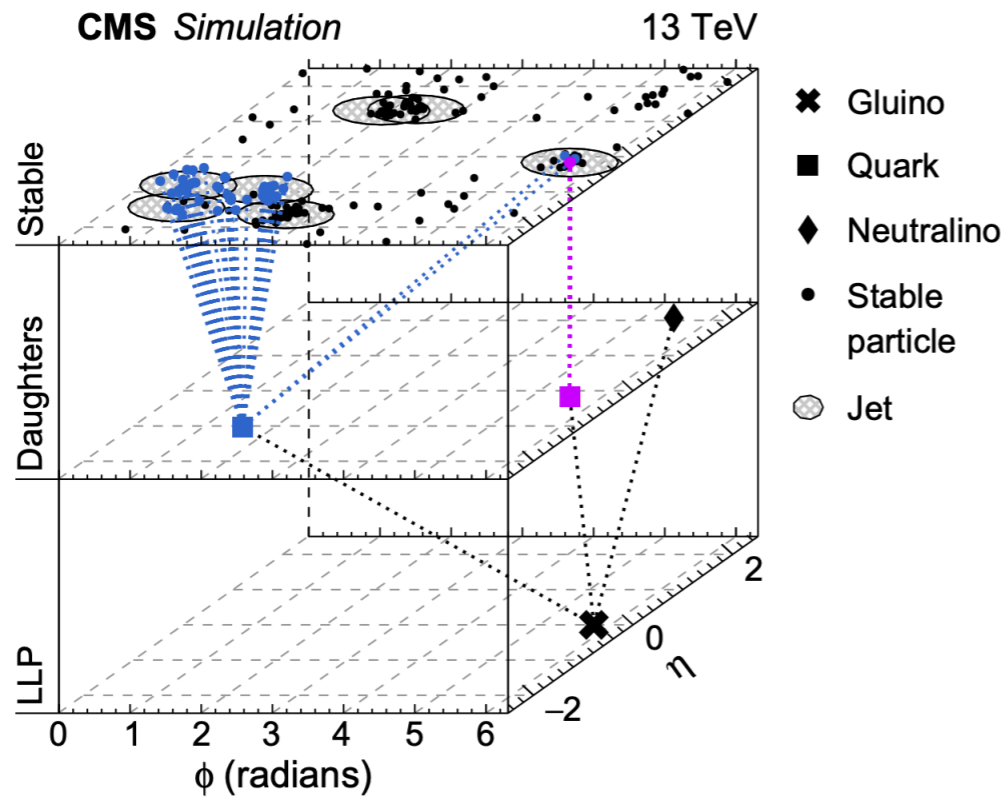 CMS Simulation 13 TeV
Stable
Daughters
LLP
0 1 2 3 4 5 6
ϕ (radians)
−2 0 2
η
Gluino
Quark
Neutralino
Stable
particle
Jet